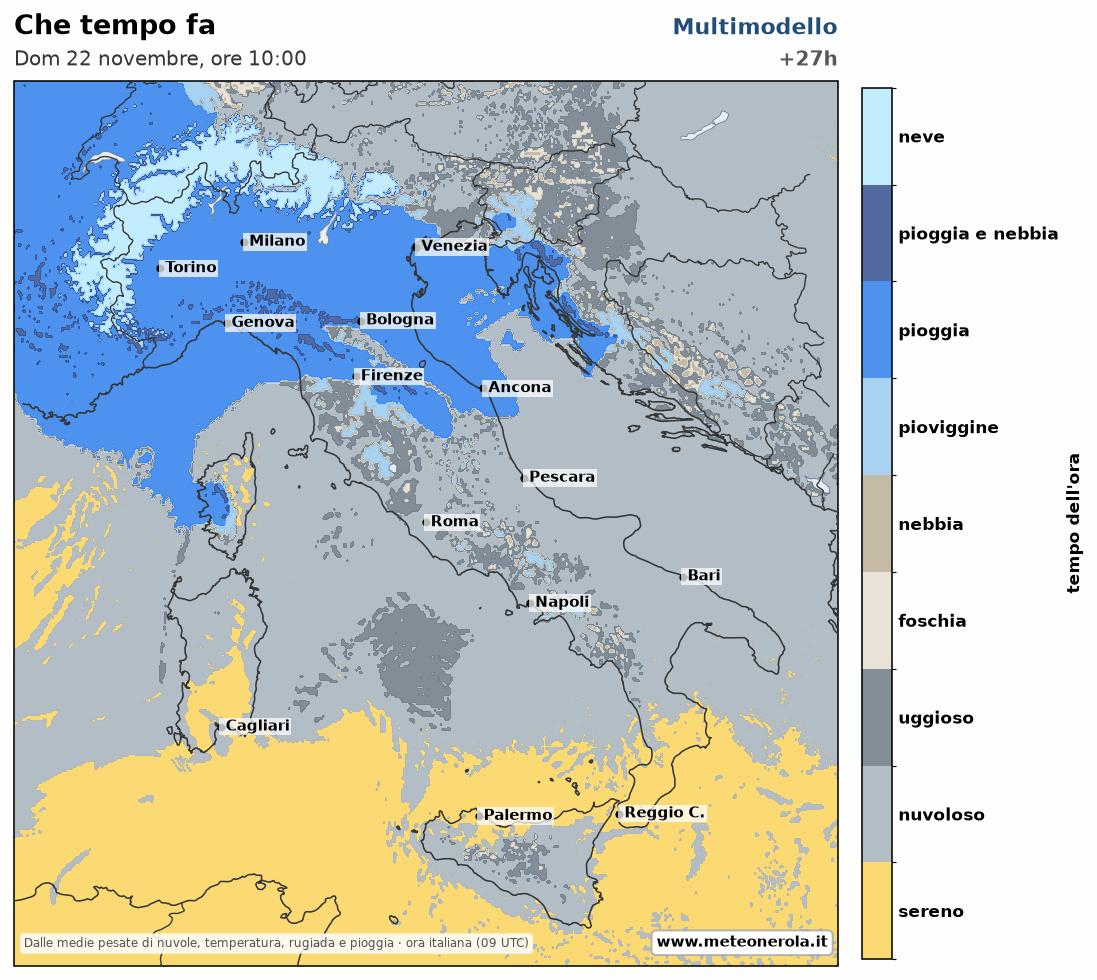 Che tempo fa
Multimodello
Dom 22 novembre, ore 10:00
+27h
neve
pioggia e nebbia
pioggia
pioviggine
nebbia
foschia
uggioso
nuvoloso
sereno
tempo dell'ora
Milano
Venezia
Torino
Genova
Bologna
Firenze
Ancona
Pescara
Roma
Bari
Napoli
Cagliari
Palermo
Reggio C.
Dalle medie pesate di nuvole, temperatura, rugiada e pioggia · ora italiana (09 UTC)
www.meteonerola.it